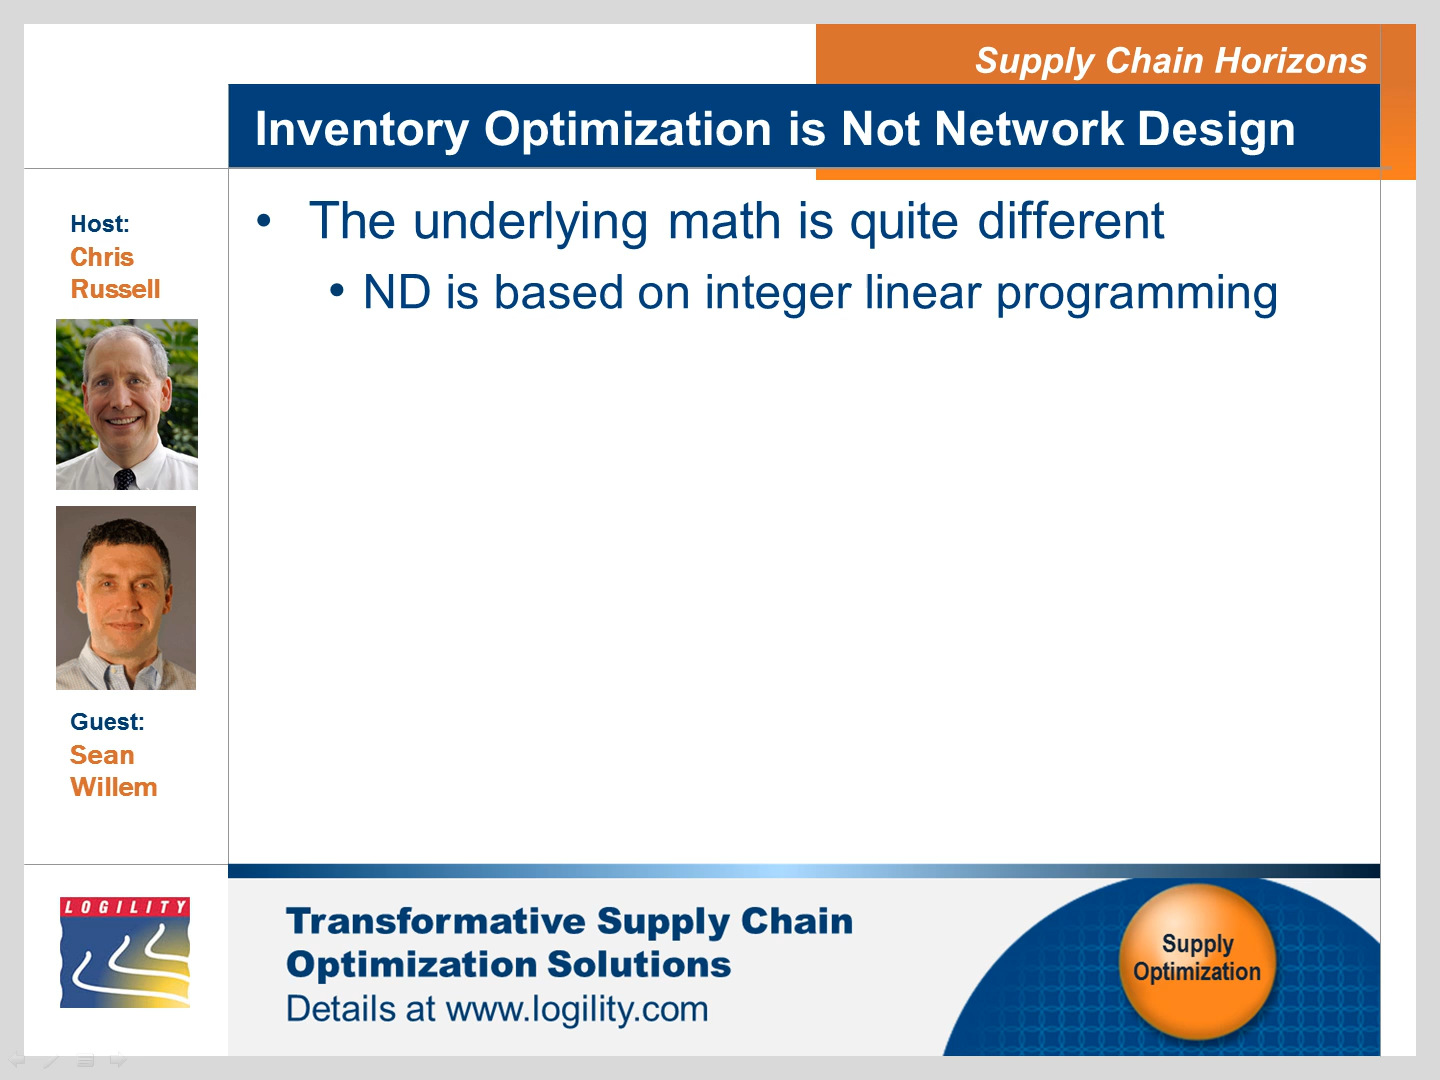 Supply Chain Horizons
Inventory Optimization is Not Network Design
Host:
Chris
Russell
Guest:
Sean
Willem
• The underlying math is quite different
• ND is based on integer linear programming
LOGILITY
Transformative Supply Chain
Optimization Solutions
Details at www.logility.com
Supply
Optimization